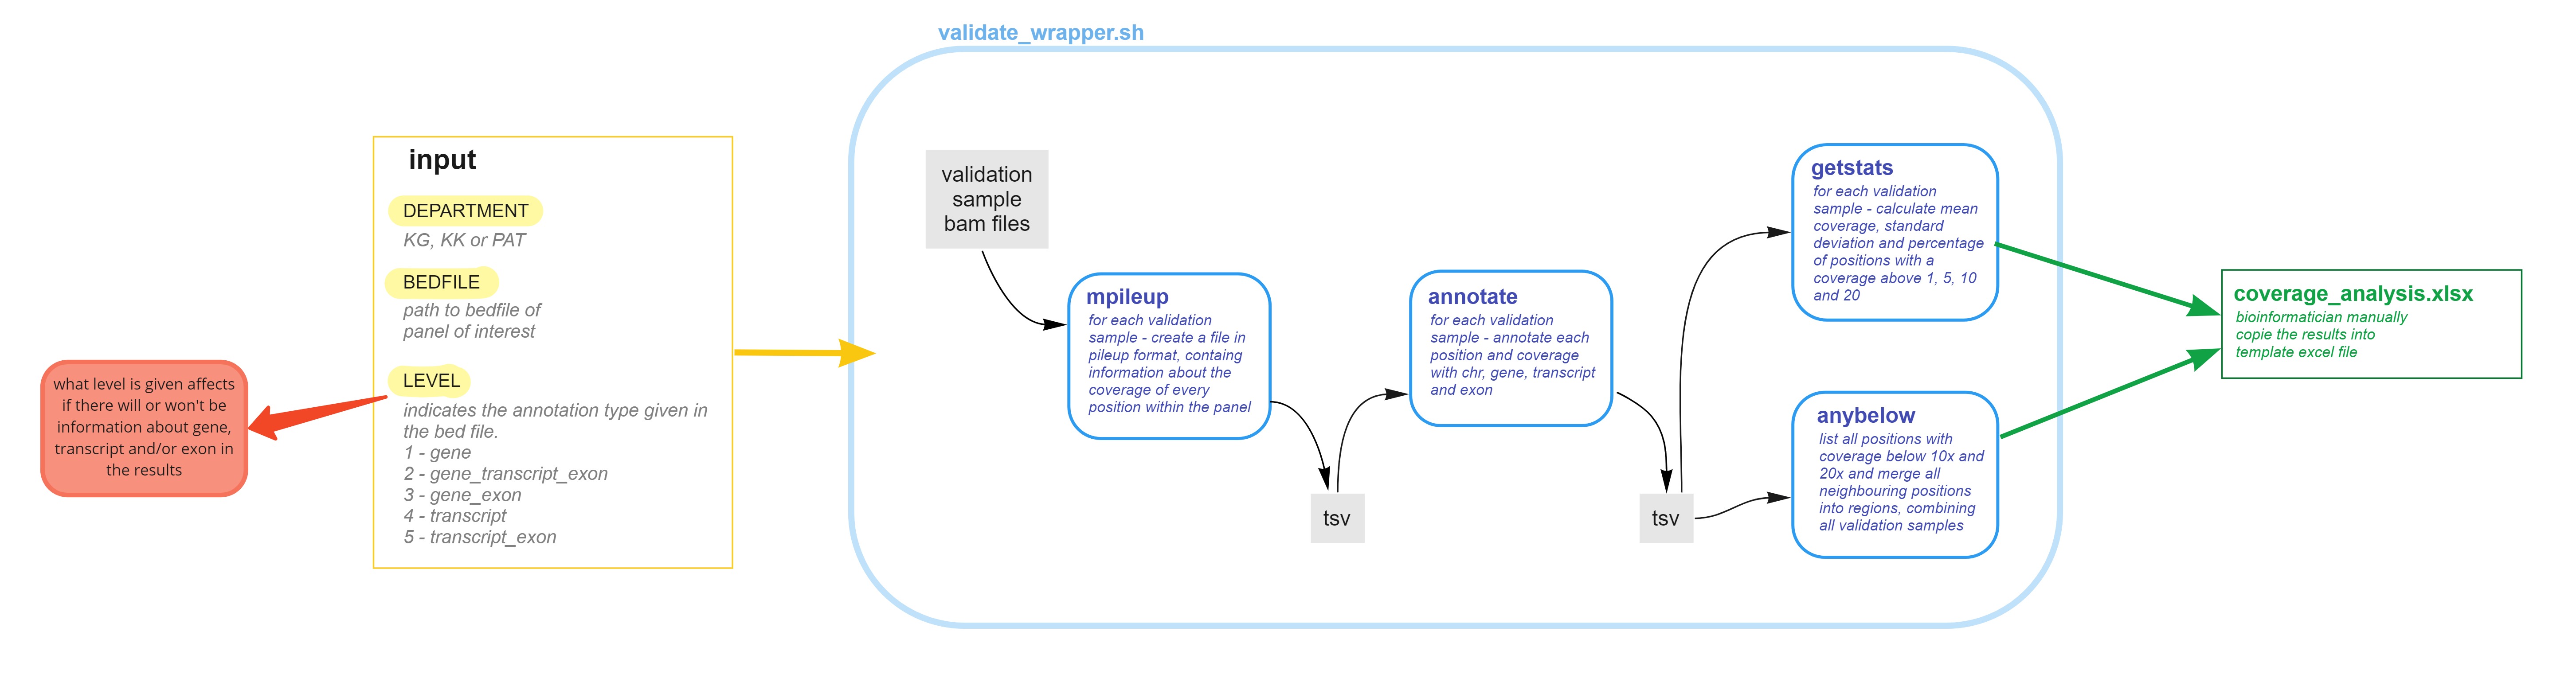 validate_wrapper.sh
input
DEPARTMENT
KG, KK or PAT
BEDFILE
path to bedfile of
panel of interest
LEVEL
indicates the annotation type given in
the bed file.
1 - gene
2 - gene_transcript_exon
3 - gene_exon
4 - transcript
5 - transcript_exon
what level is given affects
if there will or won't be
information about gene,
transcript and/or exon in
the results
validation
sample
bam files
mpileup
for each validation
sample - create a file in
pileup format, containg
information about the
coverage of every
position within the panel
tsv
annotate
for each validation
sample - annotate each
position and coverage
with chr, gene, transcript
and exon
tsv
getstats
for each validation
sample - calculate mean
coverage, standard
deviation and percentage
of positions with a
coverage above 1, 5, 10
and 20
anybelow
list all positions with
coverage below 10x and
20x and merge all
neighbouring positions
into regions, combining
all validation samples
coverage_analysis.xlsx
bioinformatician manually
copie the results into
template excel file